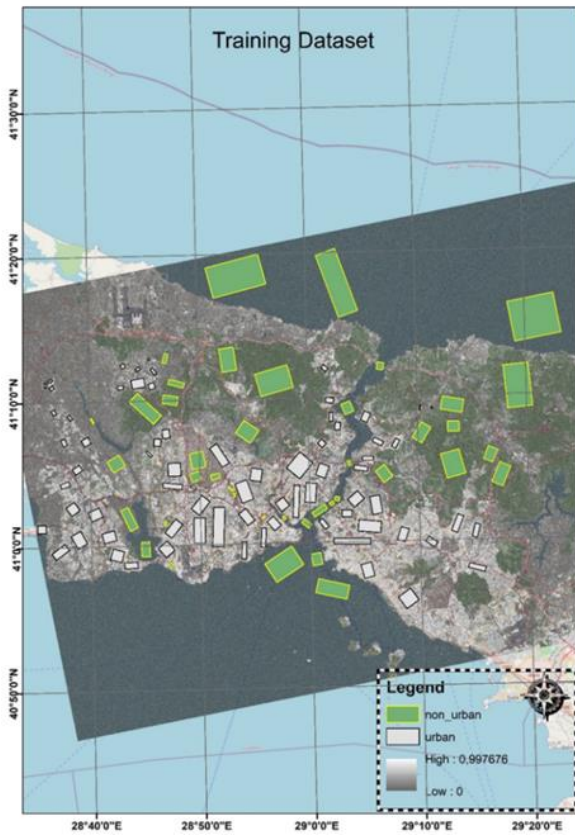 Training Dataset
41°30'0"N
41°20'0"N
41°10'0"N
41°0'0"N
40°50'0"N
Legend
non_urban
urban
High : 0,997676
Low : 0
28°40'0"E
28°50'0"E
29°0'0"E
29°10'0"E
29°20'0"E